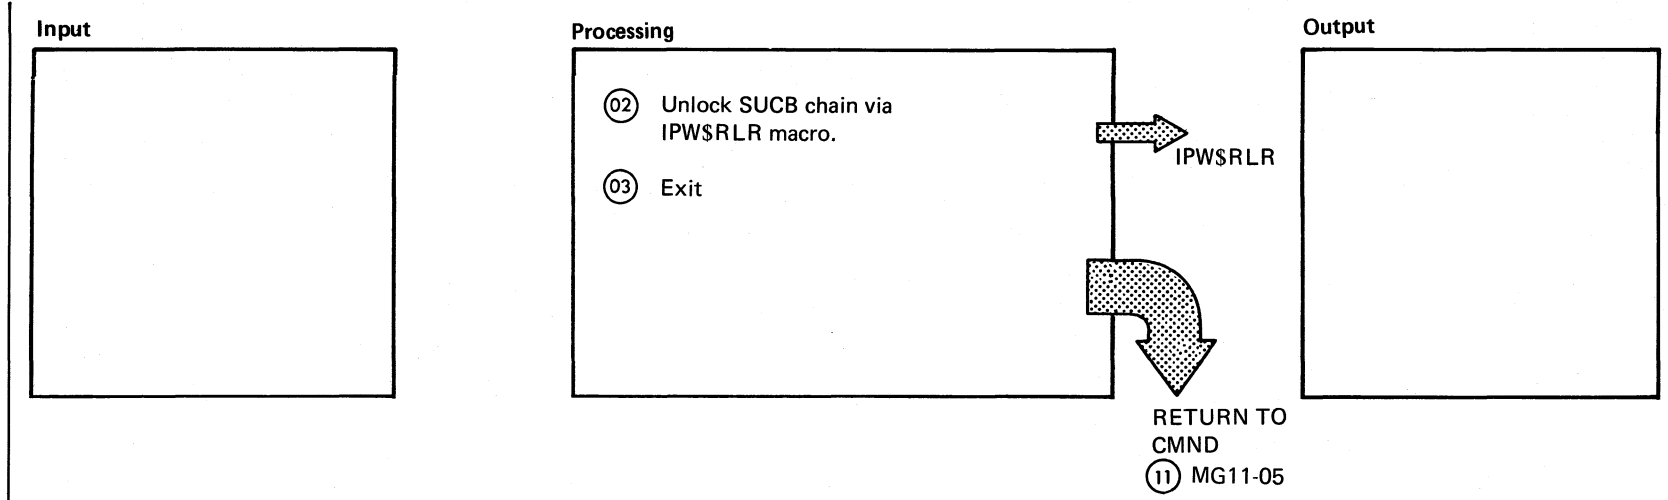 Input
Processing
Output
02 Unlock SUCB chain via
IPW$RLR macro.
IPW$RLR
03 Exit
RETURN TO
CMND
11 MG11-05